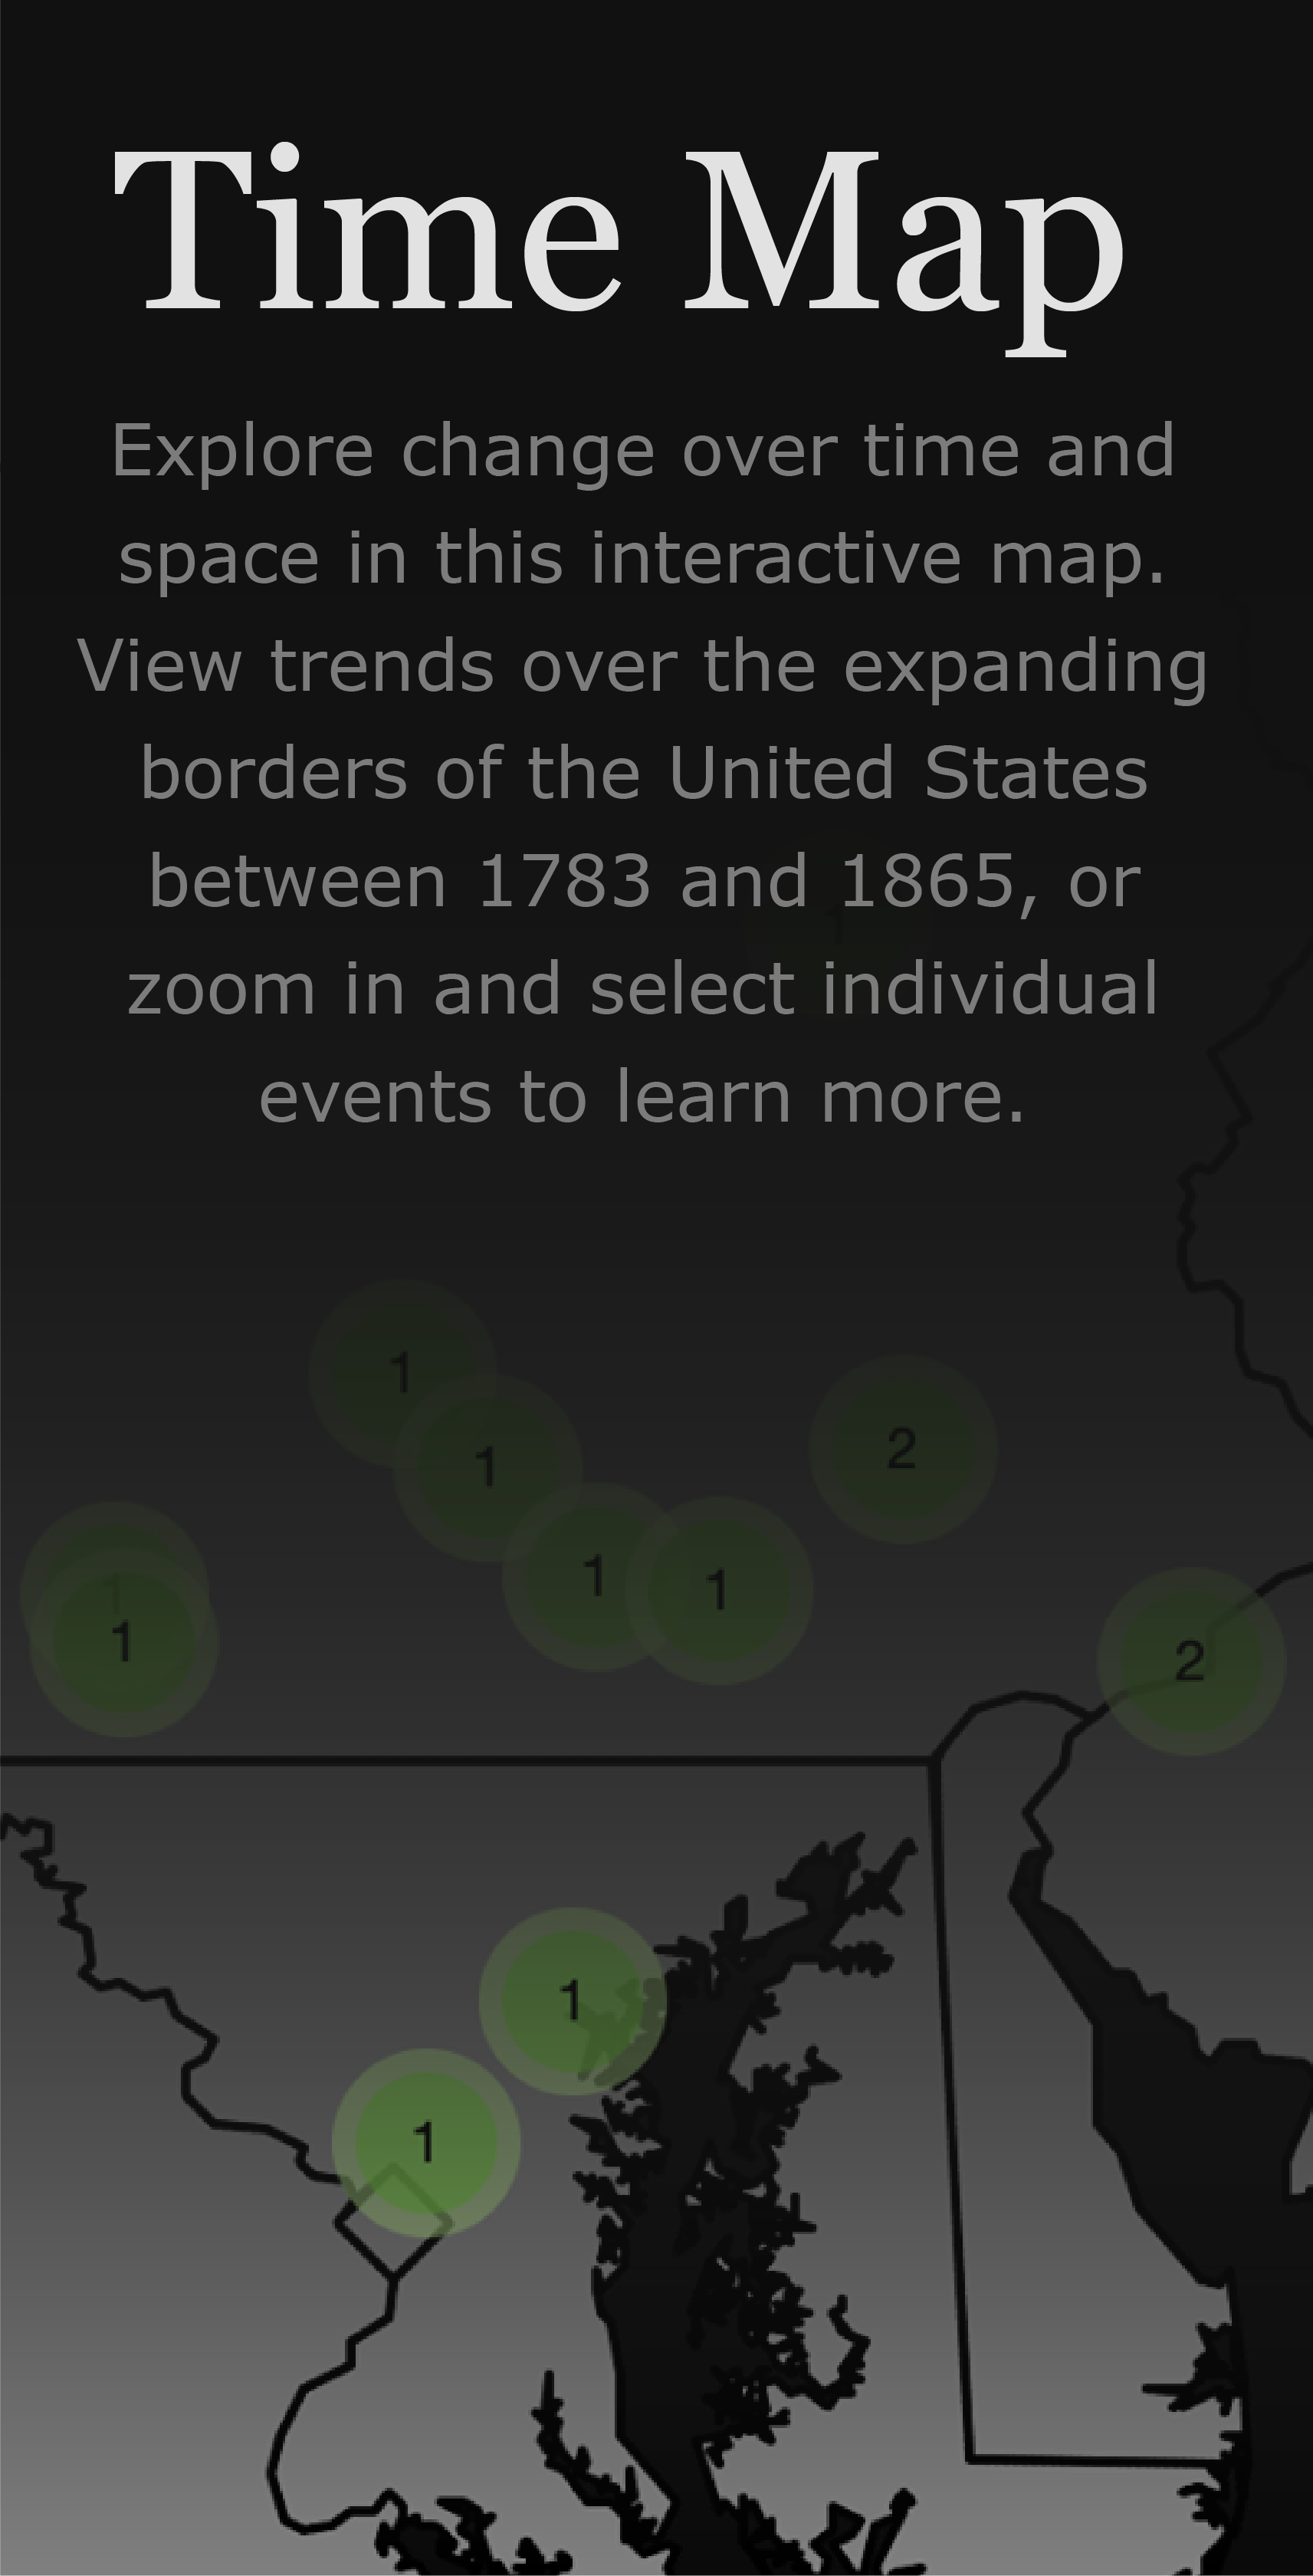 Time Map
Explore change over time and
space in this interactive map.
View trends over the expanding
borders of the United States
between 1783 and 1865, or
zoom in and select individual
events to learn more.
1
1
1
2
1
1
1
1
2
1
1